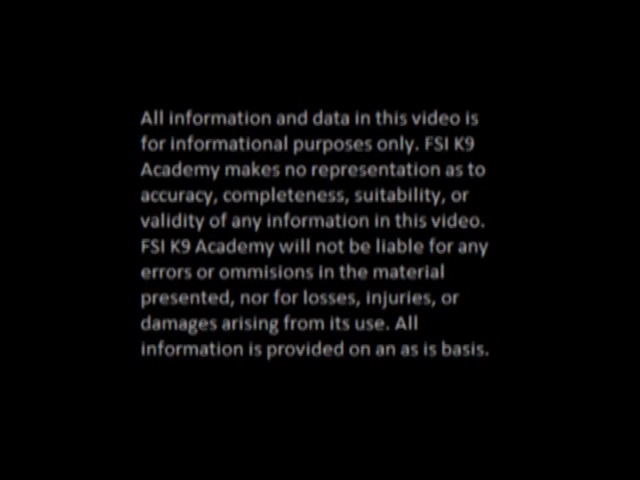 All information and data in this video is
for informational purposes only. FSI K9
Academy makes no representation as to
accuracy, completeness, suitability, or
validity of any information in this video.
FSI K9 Academy will not be liable for any
errors or ommisions in the material
presented, nor for losses, injuries, or
damages arising from its use. All
information is provided on an as is basis.